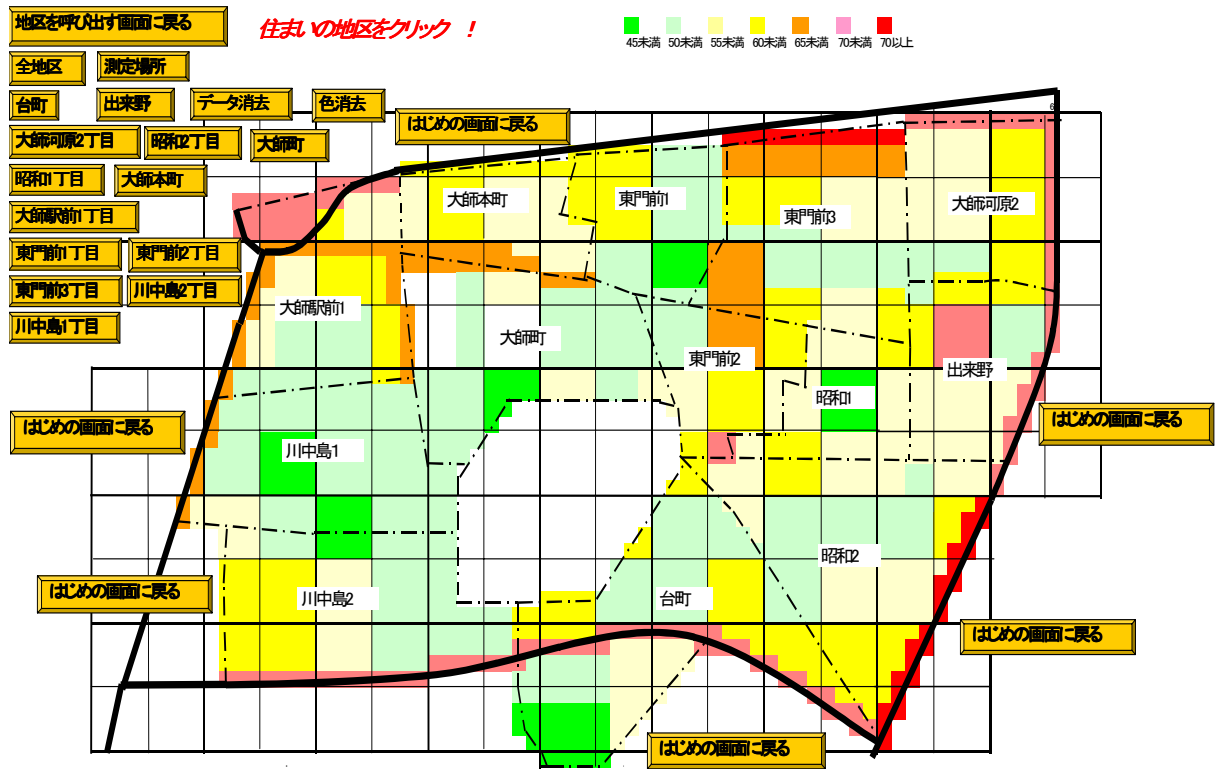 地区を呼び出す画面に戻る
住まいの地区をクリック ！
45未満 50未満 55未満 60未満 65未満 70未満 70以上
全地区 測定場所
台町 出来野 データ消去 色消去
はじめの画面に戻る
大師河原2丁目 昭和2丁目 大師町
昭和1丁目 大師本町
大師駅前1丁目
東門前1丁目 東門前2丁目
東門前3丁目 川中島2丁目
川中島1丁目
6
大師本町 東門前1 東門前3 大師河原2
大師駅前1
大師町
東門前2
出来野
昭和1
はじめの画面に戻る
はじめの画面に戻る
川中島1
昭和2
はじめの画面に戻る
川中島2
台町
はじめの画面に戻る
はじめの画面に戻る